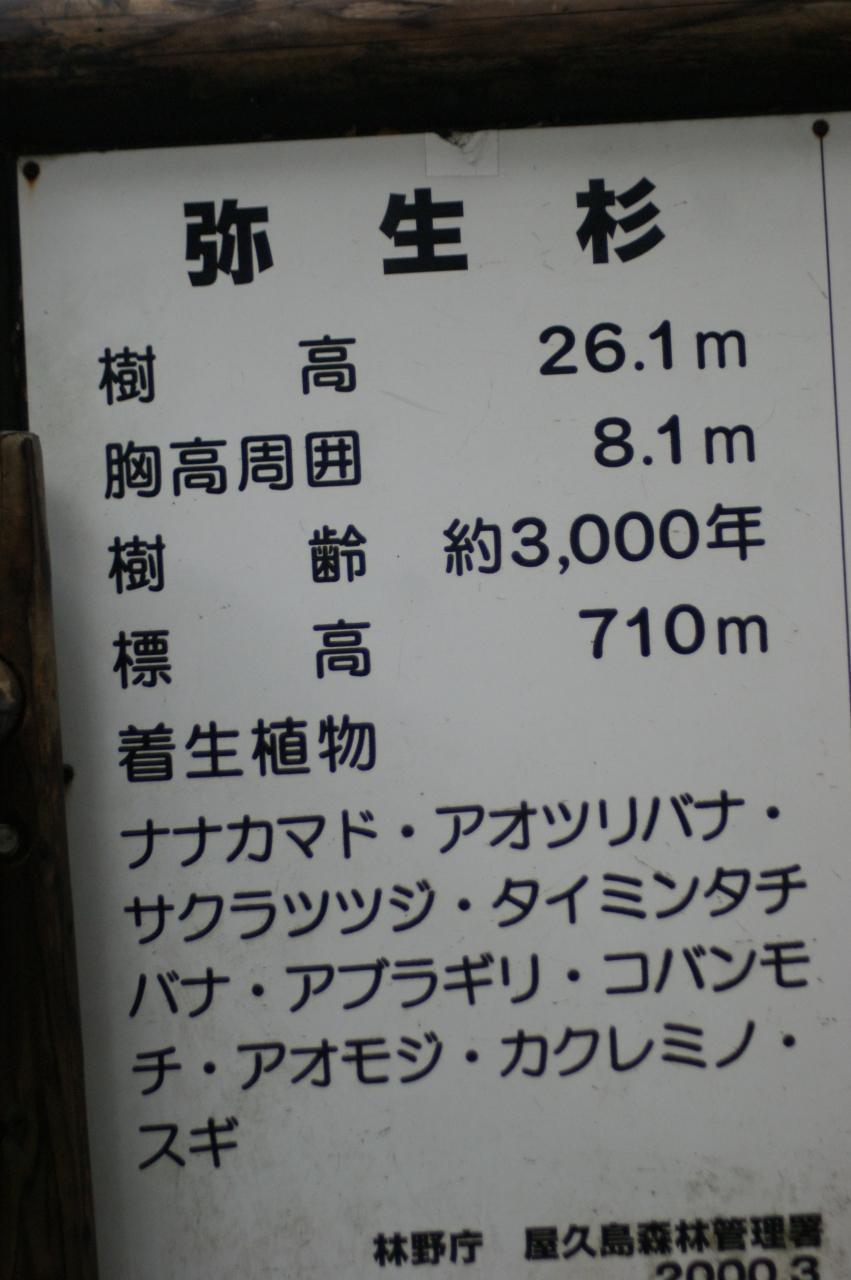 弥生杉
樹高 26.1m
胸高周囲 8.1m
樹齢 約3,000年
標高 710m
着生植物
ナナカマド・アオツリバナ・
サクラツツジ・タイミンタチ
バナ・アブラギリ・コバンモ
チ・アオモジ・カクレミノ・
スギ
林野庁 屋久島森林管理署
2000.3